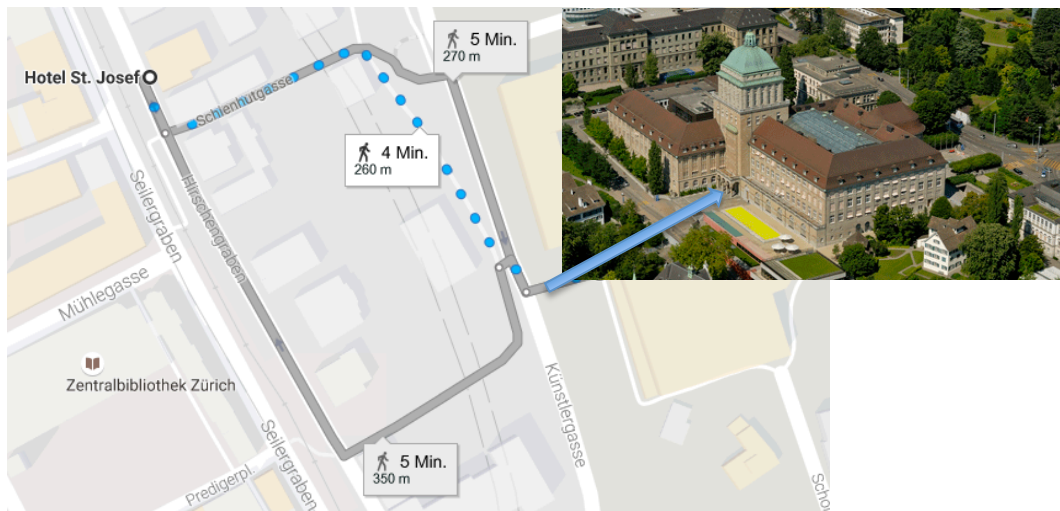 5 Min.
270 m
Hotel St. Josef
Schienhutgasse
4 Min.
260 m
Seilergraben
Hirschengraben
Mühlegasse
Zentralbibliothek Zürich
Künstlergasse
Seilergraben
5 Min.
350 m
Predigerpl.
Schö